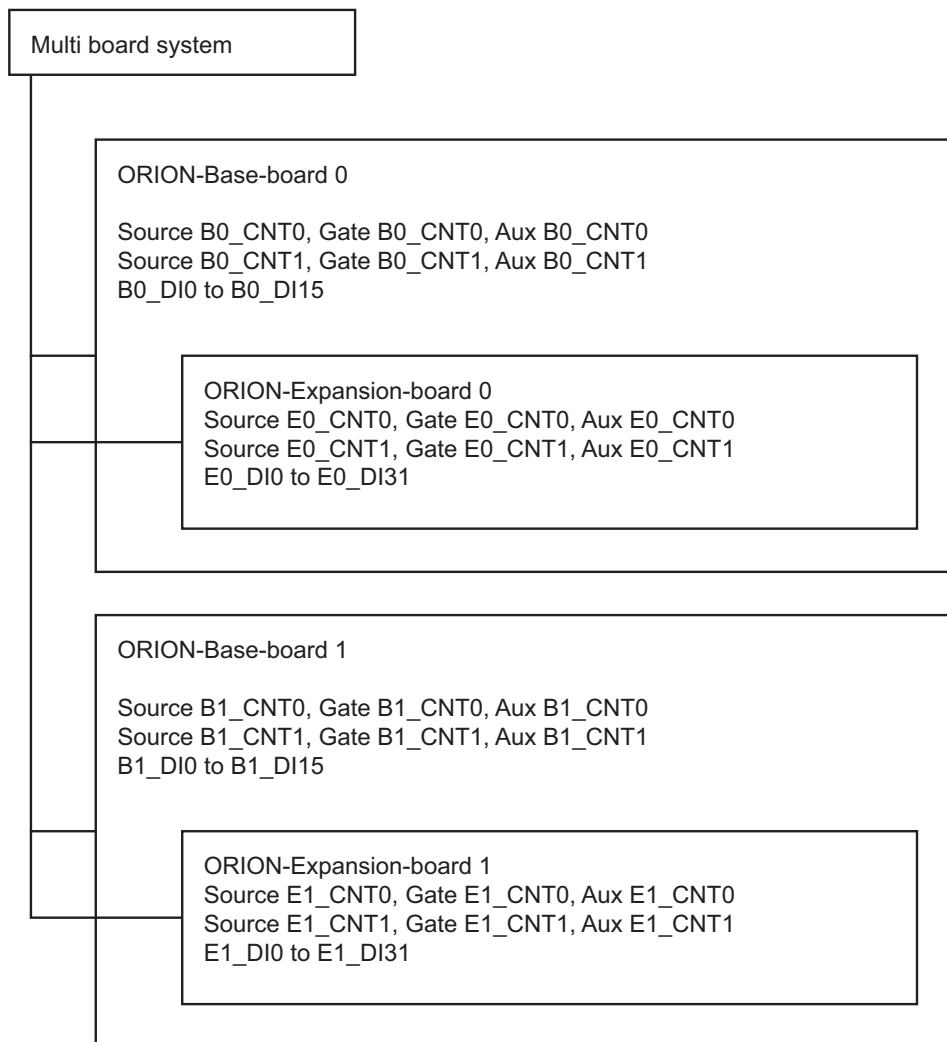 Multi board system
ORION-Base-board 0
Source B0_CNT0, Gate B0_CNT0, Aux B0_CNT0
Source B0_CNT1, Gate B0_CNT1, Aux B0_CNT1
B0_DI0 to B0_DI15
ORION-Expansion-board 0
Source E0_CNT0, Gate E0_CNT0, Aux E0_CNT0
Source E0_CNT1, Gate E0_CNT1, Aux E0_CNT1
E0_DI0 to E0_DI31
ORION-Base-board 1
Source B1_CNT0, Gate B1_CNT0, Aux B1_CNT0
Source B1_CNT1, Gate B1_CNT1, Aux B1_CNT1
B1_DI0 to B1_DI15
ORION-Expansion-board 1
Source E1_CNT0, Gate E1_CNT0, Aux E1_CNT0
Source E1_CNT1, Gate E1_CNT1, Aux E1_CNT1
E1_DI0 to E1_DI31